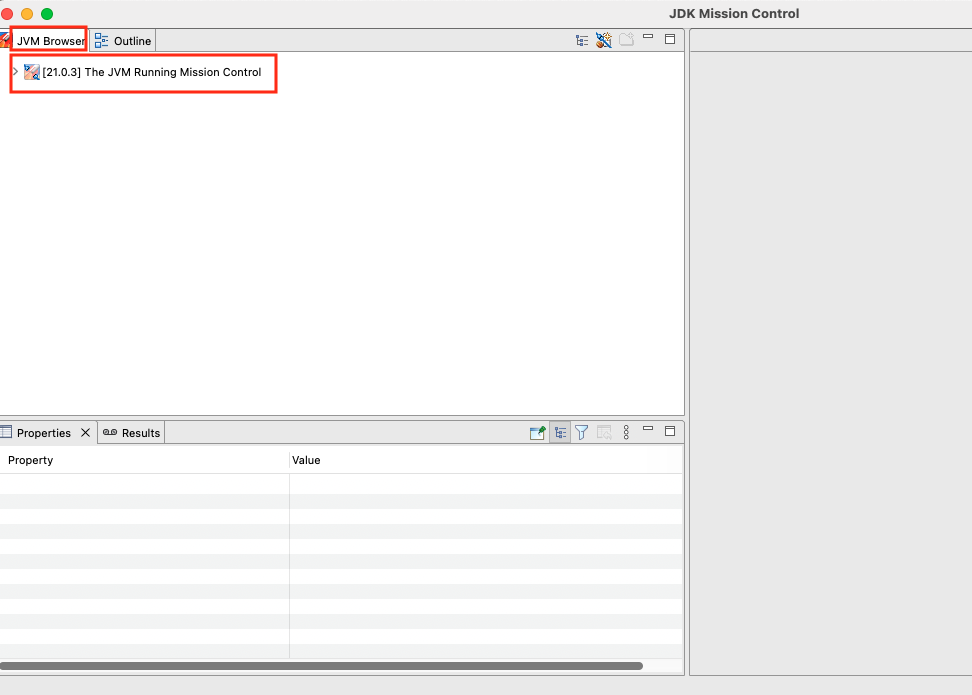 JDK Mission Control
JVM Browser
Outline
[21.0.3] The JVM Running Mission Control
Properties
Results
Property
Value